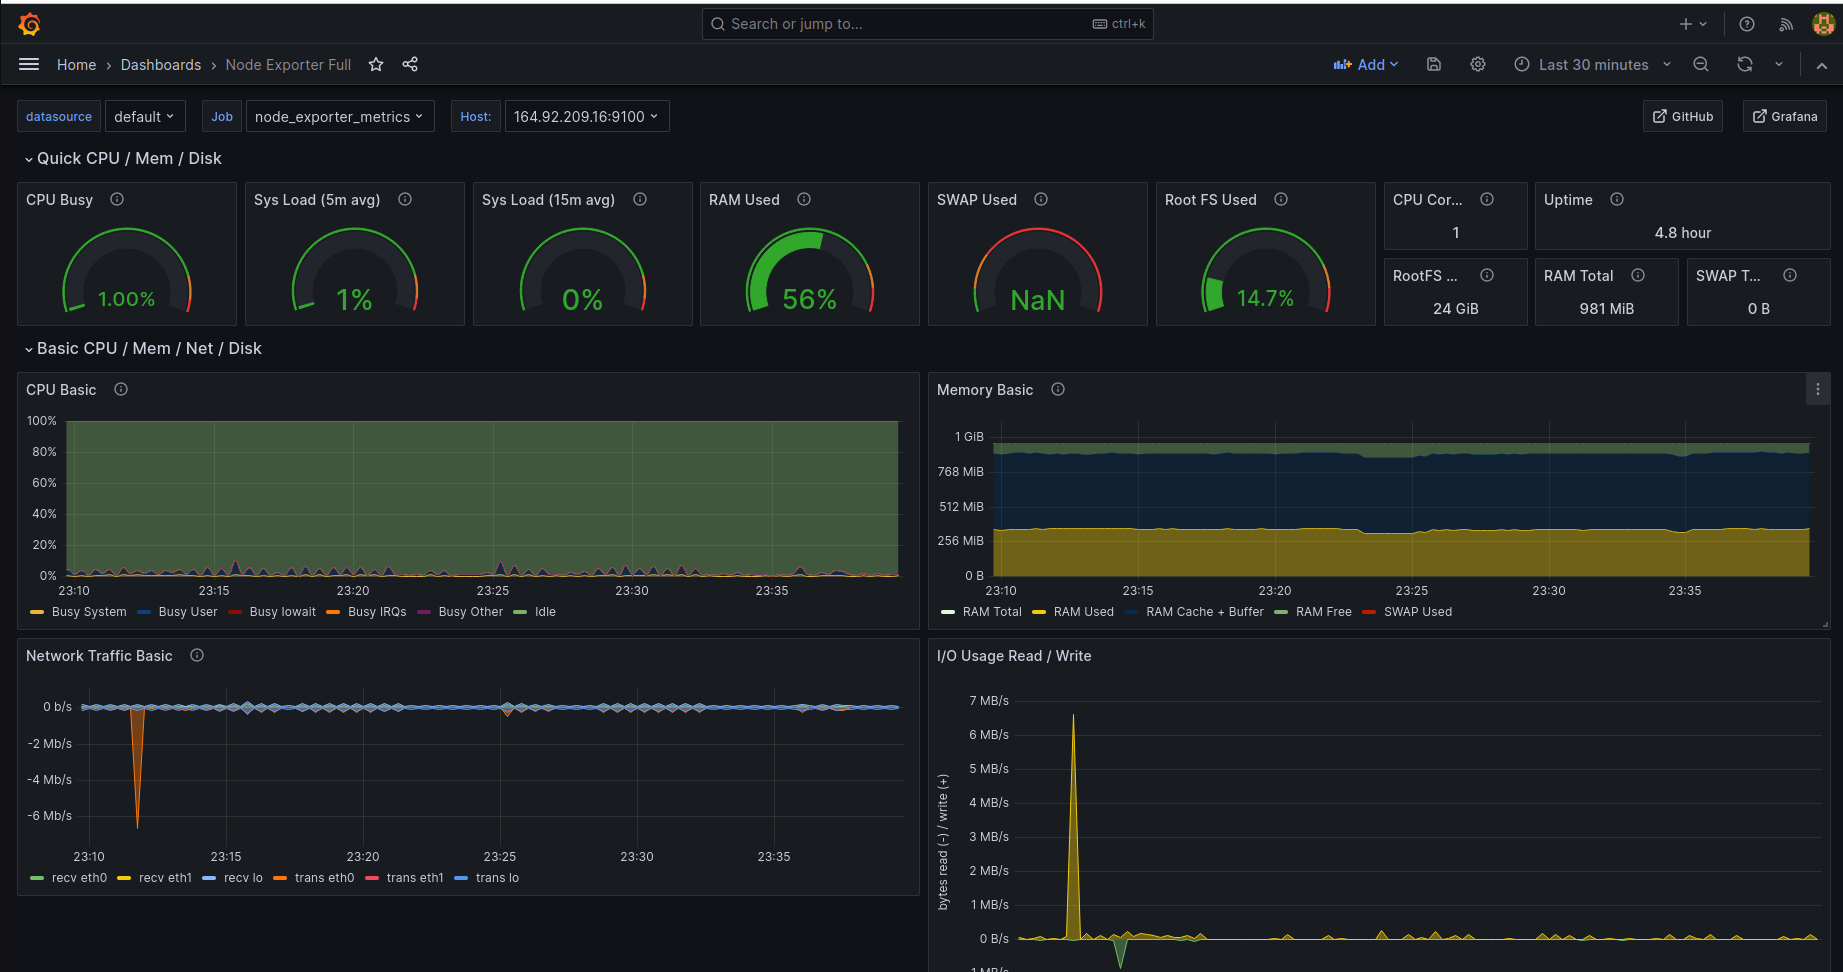 Search or jump to... ctrl+k
Home › Dashboards › Node Exporter Full Add Last 30 minutes
datasource default Job node_exporter_metrics Host: 164.92.209.16:9100 GitHub Grafana
Quick CPU / Mem / Disk
CPU Busy
1.00%
Sys Load (5m avg)
1%
Sys Load (15m avg)
0%
RAM Used
56%
SWAP Used
NaN
Root FS Used
14.7%
CPU Cor...
1
Uptime
4.8 hour
RootFS ...
24 GiB
RAM Total
981 MiB
SWAP T...
0 B
Basic CPU / Mem / Net / Disk
CPU Basic
100%
80%
60%
40%
20%
0%
23:10 23:15 23:20 23:25 23:30 23:35
Busy System Busy User Busy Iowait Busy IRQs Busy Other Idle
Memory Basic
1 GiB
768 MiB
512 MiB
256 MiB
0 B
23:10 23:15 23:20 23:25 23:30 23:35
RAM Total RAM Used RAM Cache + Buffer RAM Free SWAP Used
Network Traffic Basic
0 b/s
-2 Mb/s
-4 Mb/s
-6 Mb/s
23:10 23:15 23:20 23:25 23:30 23:35
recv eth0 recv eth1 recv lo trans eth0 trans eth1 trans lo
I/O Usage Read / Write
bytes read (-) / write (+)
7 MB/s
6 MB/s
5 MB/s
4 MB/s
3 MB/s
2 MB/s
1 MB/s
0 B/s
-1 MB/s